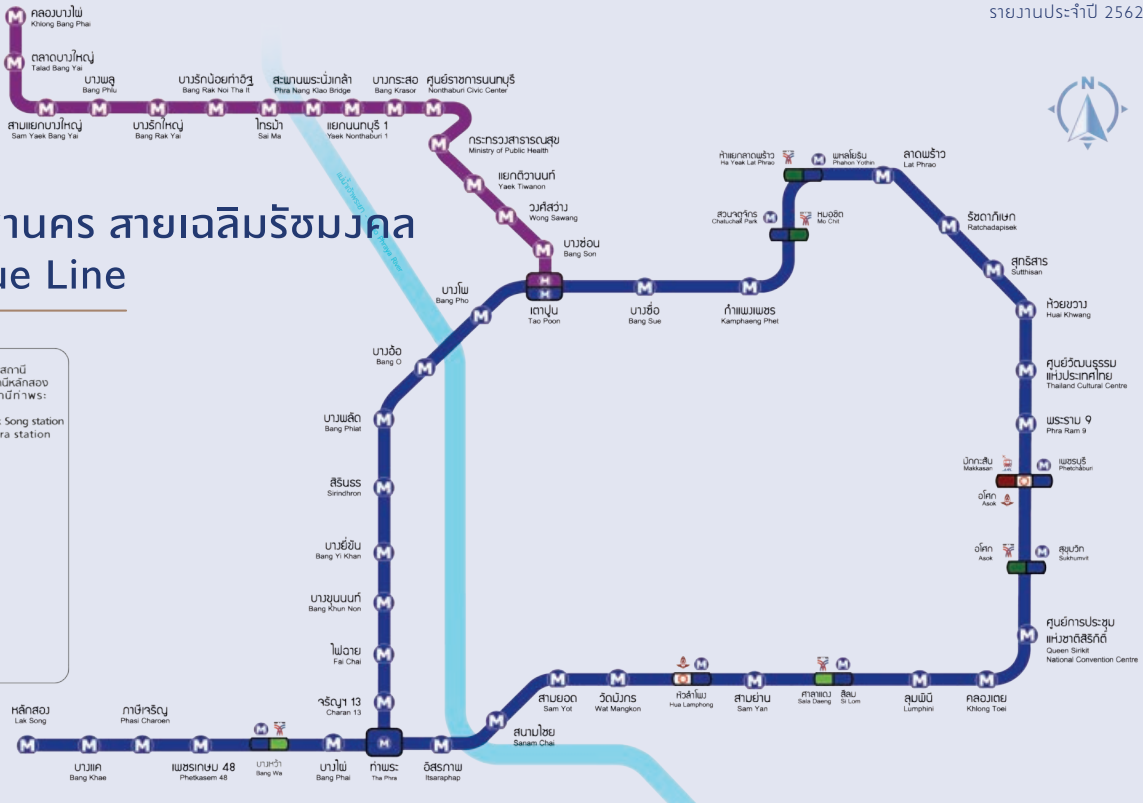 รายงานประจำปี 2562
คลองบางไผ่
Khlong Bang Phai
ตลาดบางใหญ่
Talad Bang Yai
สามแยกบางใหญ่
Sam Yaek Bang Yai
บางพลู
Bang Phlu
บางรักใหญ่
Bang Rak Yai
บางรักน้อยท่าอิฐ
Bang Rak Noi Tha It
ไทรม้า
Sai Ma
สะพานพระนั่งเกล้า
Phra Nang Klao Bridge
แยกนนทบุรี 1
Yaek Nonthaburi 1
บางกระสอ
Bang Krasor
ศูนย์ราชการนนทบุรี
Nonthaburi Civic Center
กระทรวงสาธารณสุข
Ministry of Public Health
แยกติวานนท์
Yaek Tiwanon
วงศ์สว่าง
Wong Sawang
บางซ่อน
Bang Son
เตาปูน
Tao Poon
านคร สายเฉลิมรัชมงคล
ue Line
สถานี
นีหลักสอง
านีท่าพระ
Song station
ra station
แม่น้ำเจ้าพระยา
Phraya River
บางโพ
Bang Pho
บางอ้อ
Bang O
บางพลัด
Bang Phlat
สิรินธร
Sirindhron
บางยี่ขัน
Bang Yi Khan
บางขุนนนท์
Bang Khun Non
ไฟฉาย
Fai Chai
จรัญฯ 13
Charan 13
ท่าพระ
Tha Phra
บางซื่อ
Bang Sue
กำแพงเพชร
Kamphaeng Phet
สวนจตุจักร
Chatuchak Park
หมอชิต
Mo Chit
ห้าแยกลาดพร้าว
Ha Yaek Lat Phrao
พหลโยธิน
Phahon Yothin
ลาดพร้าว
Lat Phrao
รัชดาภิเษก
Ratchadapisek
สุทธิสาร
Sutthisan
ห้วยขวาง
Huai Khwang
ศูนย์วัฒนธรรม
แห่งประเทศไทย
Thailand Cultural Centre
พระราม 9
Phra Ram 9
มักกะสัน
Makkasan
เพชรบุรี
Phetchaburi
อโศก
Asok
อโศก
Asok
สุขุมวิท
Sukhumvit
ศูนย์การประชุม
แห่งชาติสิริกิติ์
Queen Sirikit
National Convention Centre
คลองเตย
Khlong Toei
ลุมพินี
Lumphini
ศาลาแดง
Sala Daeng
สีลม
Si Lom
สามย่าน
Sam Yan
หัวลำโพง
Hua Lamphong
วัดมังกร
Wat Mangkon
สามยอด
Sam Yot
สนามไชย
Sanam Chai
อิสรภาพ
Itsaraphap
บางไผ่
Bang Phai
บางหว้า
Bang Wa
เพชรเกษม 48
Phetkasem 48
ภาษีเจริญ
Phasi Charoen
บางแค
Bang Khae
หลักสอง
Lak Song
N